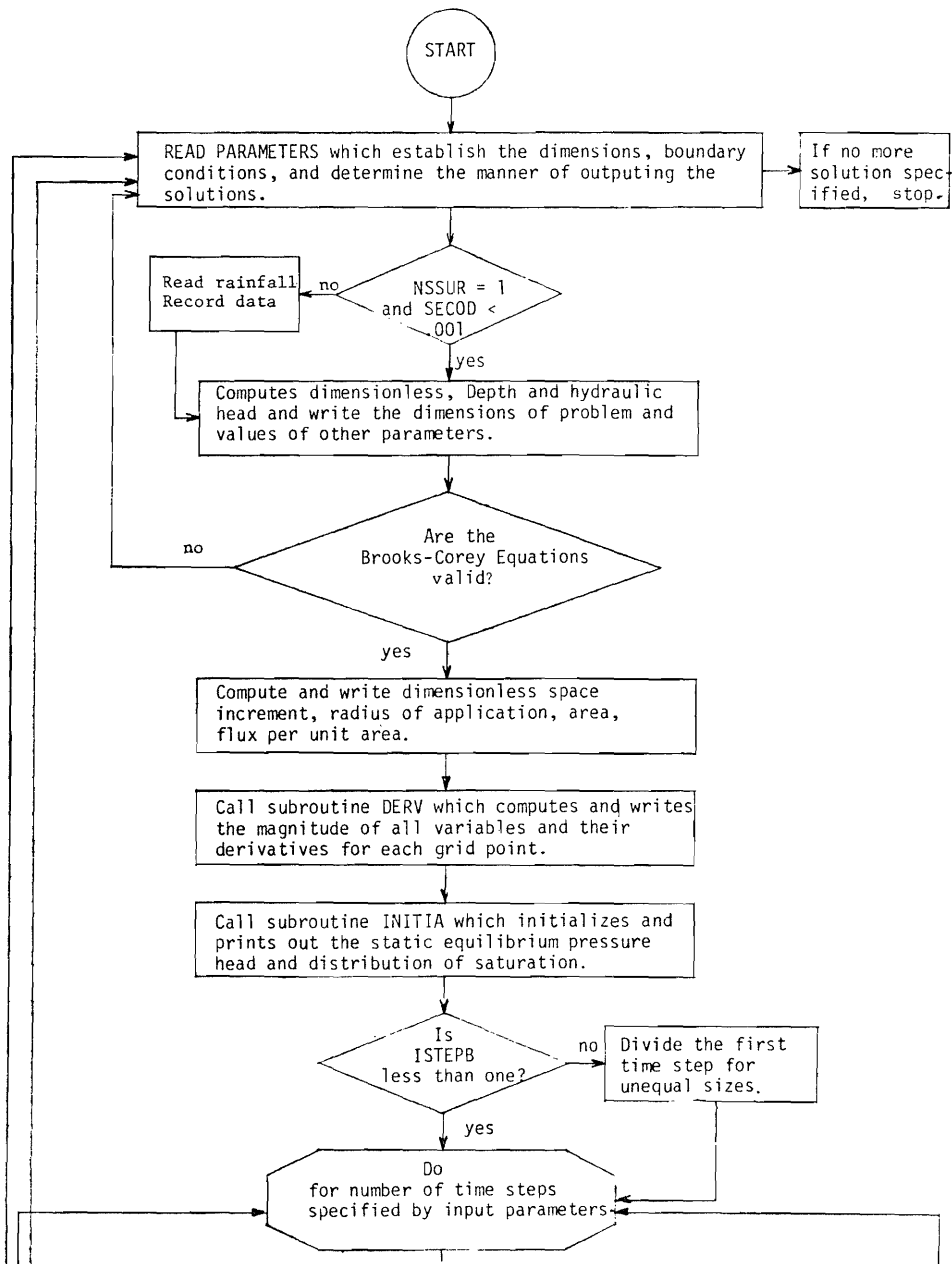 START
READ PARAMETERS which establish the dimensions, boundary
conditions, and determine the manner of outputing the
solutions.
If no more
solution spec-
ified, stop.
Read rainfall
Record data
no
NSSUR = 1
and SECOD <
.001
yes
Computes dimensionless, Depth and hydraulic
head and write the dimensions of problem and
values of other parameters.
Are the
Brooks-Corey Equations
valid?
no
yes
Compute and write dimensionless space
increment, radius of application, area,
flux per unit area.
Call subroutine DERV which computes and writes
the magnitude of all variables and their
derivatives for each grid point.
Call subroutine INITIA which initializes and
prints out the static equilibrium pressure
head and distribution of saturation.
Is
ISTEPB
less than one?
no
Divide the first
time step for
unequal sizes.
yes
Do
for number of time steps
specified by input parameters